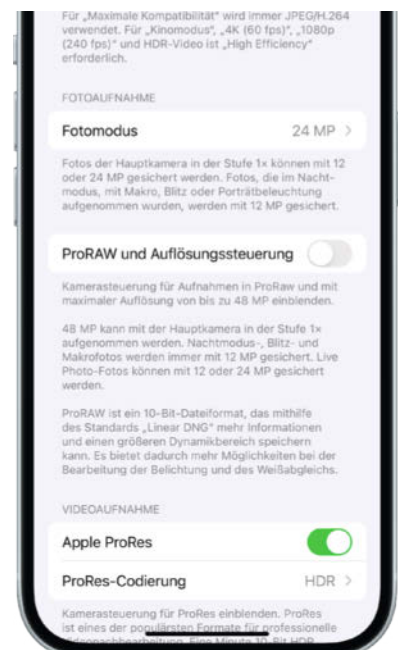 Für „Maximale Kompatibilität" wird immer JPEG/H.264
verwendet. Für „Kinomodus", „4K (60 fps)", „1080p
(240 fps)" und HDR-Video ist „High Efficiency"
erforderlich.
FOTOAUFNAHME
Fotomodus 24 MP >
Fotos der Hauptkamera in der Stufe 1× können mit 12
oder 24 MP gesichert werden. Fotos, die im Nacht-
modus, mit Makro, Blitz oder Porträtbeleuchtung
aufgenommen wurden, werden mit 12 MP gesichert.
ProRAW und Auflösungssteuerung
Kamerasteuerung für Aufnahmen in ProRaw und mit
maximaler Auflösung von bis zu 48 MP einblenden.
48 MP kann mit der Hauptkamera in der Stufe 1×
aufgenommen werden. Nachtmodus-, Blitz- und
Makrofotos werden immer mit 12 MP gesichert. Live
Photo-Fotos können mit 12 oder 24 MP gesichert
werden.
ProRAW ist ein 10-Bit-Dateiformat, das mithilfe
des Standards „Linear DNG" mehr Informationen
und einen größeren Dynamikbereich speichern
kann. Es bietet dadurch mehr Möglichkeiten bei der
Bearbeitung der Belichtung und des Weißabgleichs.
VIDEOAUFNAHME
Apple ProRes
ProRes-Codierung HDR >
Kamerasteuerung für ProRes einblenden. ProRes
ist eines der populärsten Formate für professionelle
Videonachbearbeitung. Eine Minute 10-Bit HDR